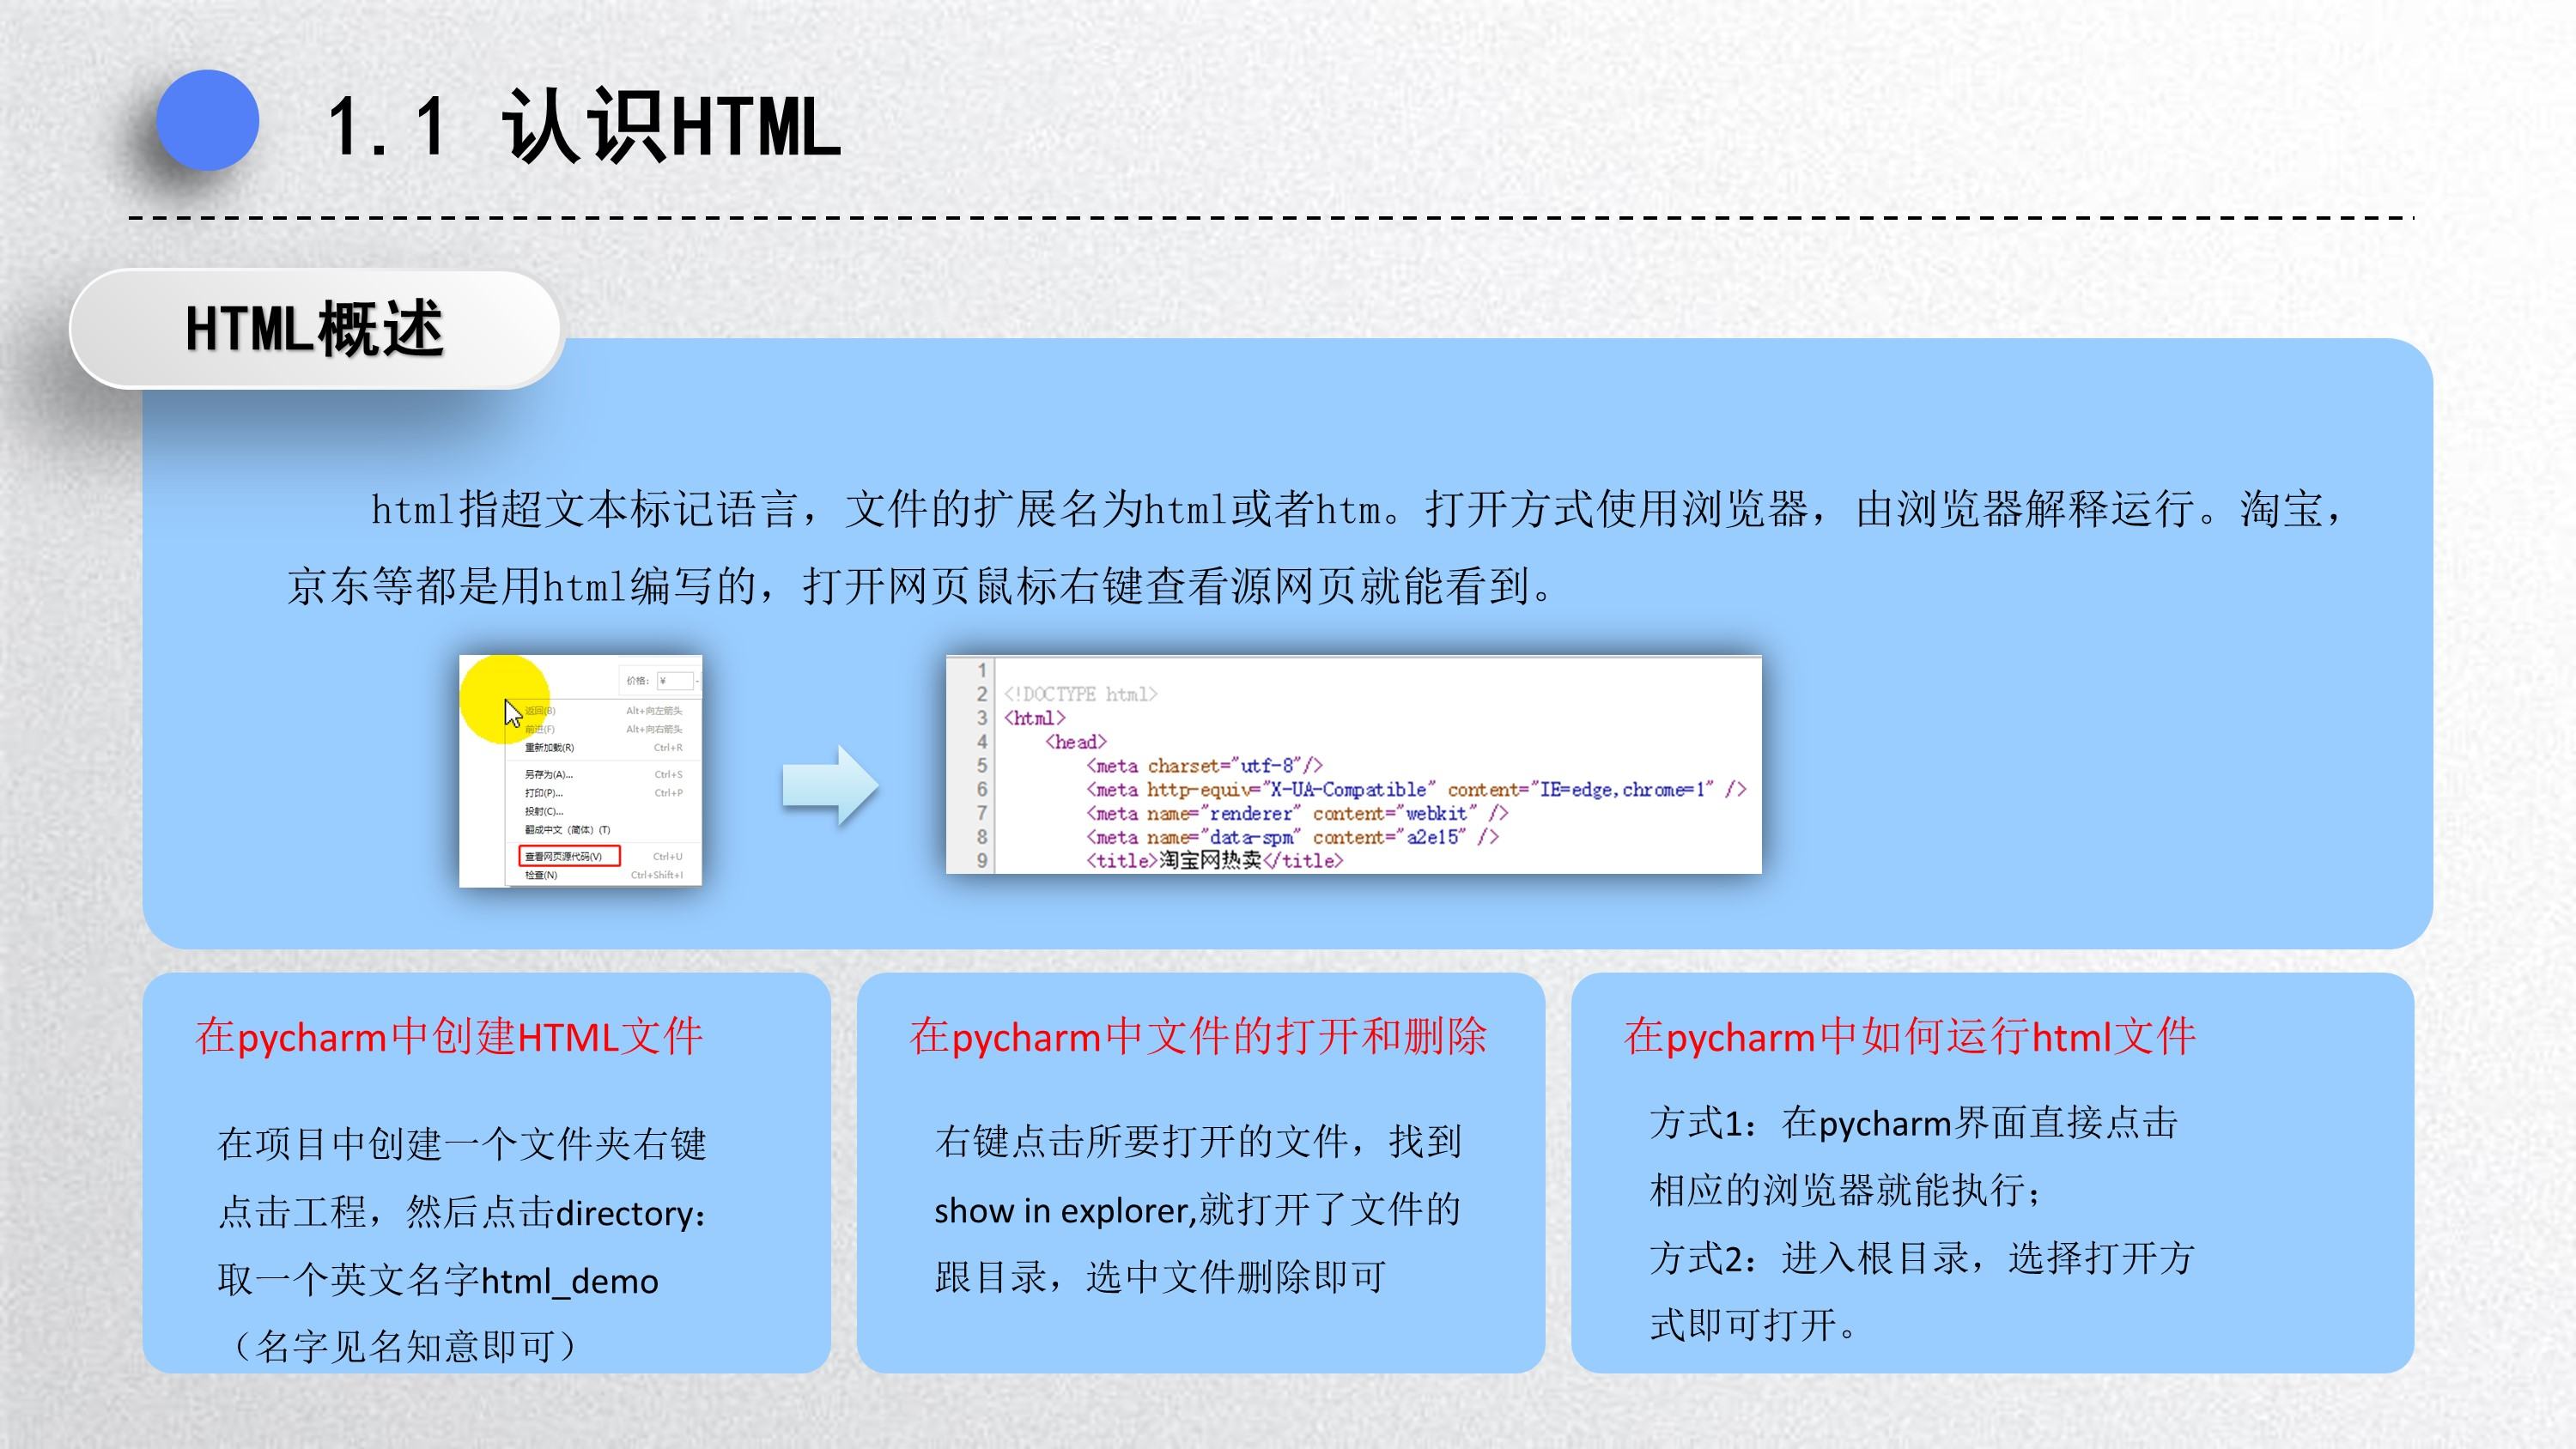 1.1 认识HTML
HTML概述
html指超文本标记语言，文件的扩展名为html或者htm。打开方式使用浏览器，由浏览器解释运行。淘宝，
京东等都是用html编写的，打开网页鼠标右键查看源网页就能看到。
价格： ¥ -
返回(B) Alt+向左箭头
前进(F) Alt+向右箭头
重新加载(R) Ctrl+R
另存为(A)... Ctrl+S
打印(P)... Ctrl+P
投射(C)...
翻成中文（简体）(T)
查看网页源代码(V) Ctrl+U
检查(N) Ctrl+Shift+I
1
2 <!DOCTYPE html>
3 <html>
4 <head>
5 <meta charset="utf-8"/>
6 <meta http-equiv="X-UA-Compatible" content="IE=edge,chrome=1" />
7 <meta name="renderer" content="webkit" />
8 <meta name="data-spm" content="a2e15" />
9 <title>淘宝网热卖</title>
在pycharm中创建HTML文件
在项目中创建一个文件夹右键
点击工程，然后点击directory：
取一个英文名字html_demo
（名字见名知意即可）
在pycharm中文件的打开和删除
右键点击所要打开的文件，找到
show in explorer,就打开了文件的
跟目录，选中文件删除即可
在pycharm中如何运行html文件
方式1：在pycharm界面直接点击
相应的浏览器就能执行；
方式2：进入根目录，选择打开方
式即可打开。